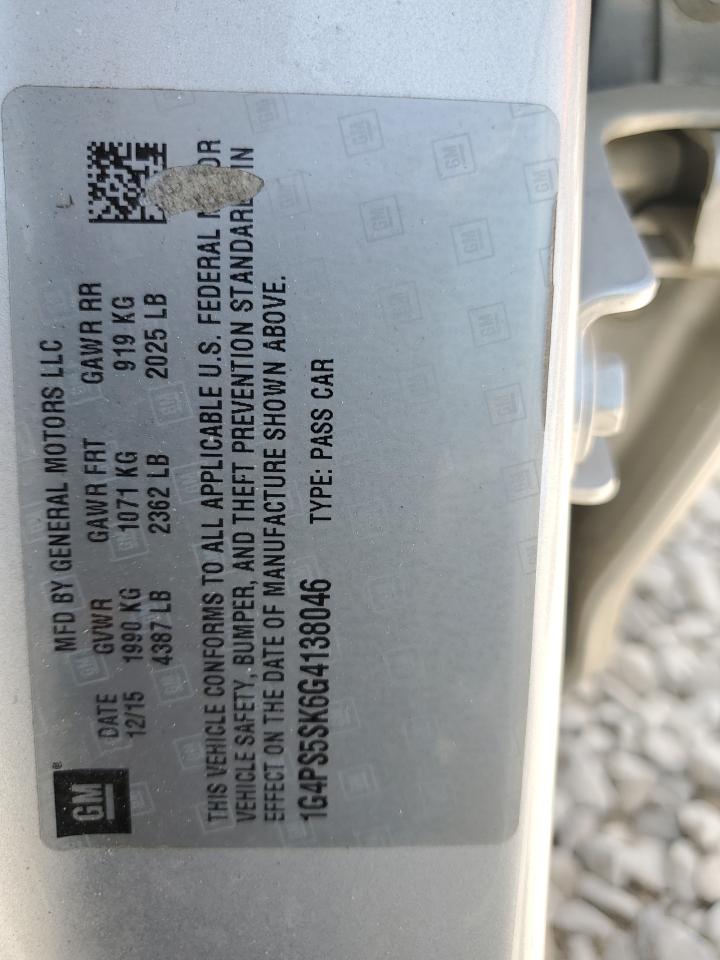 GM®
MFD BY GENERAL MOTORS LLC
DATE GVWR GAWR FRT GAWR RR
12/15 1990 KG 1071 KG 919 KG
4387 LB 2362 LB 2025 LB
THIS VEHICLE CONFORMS TO ALL APPLICABLE U.S. FEDERAL
VEHICLE SAFETY, BUMPER, AND THEFT PREVENTION IN
EFFECT ON THE DATE OF MANUFACTURE SHOWN ABOVE.
1G4PS5SK6G4138046 TYPE: PASS CAR